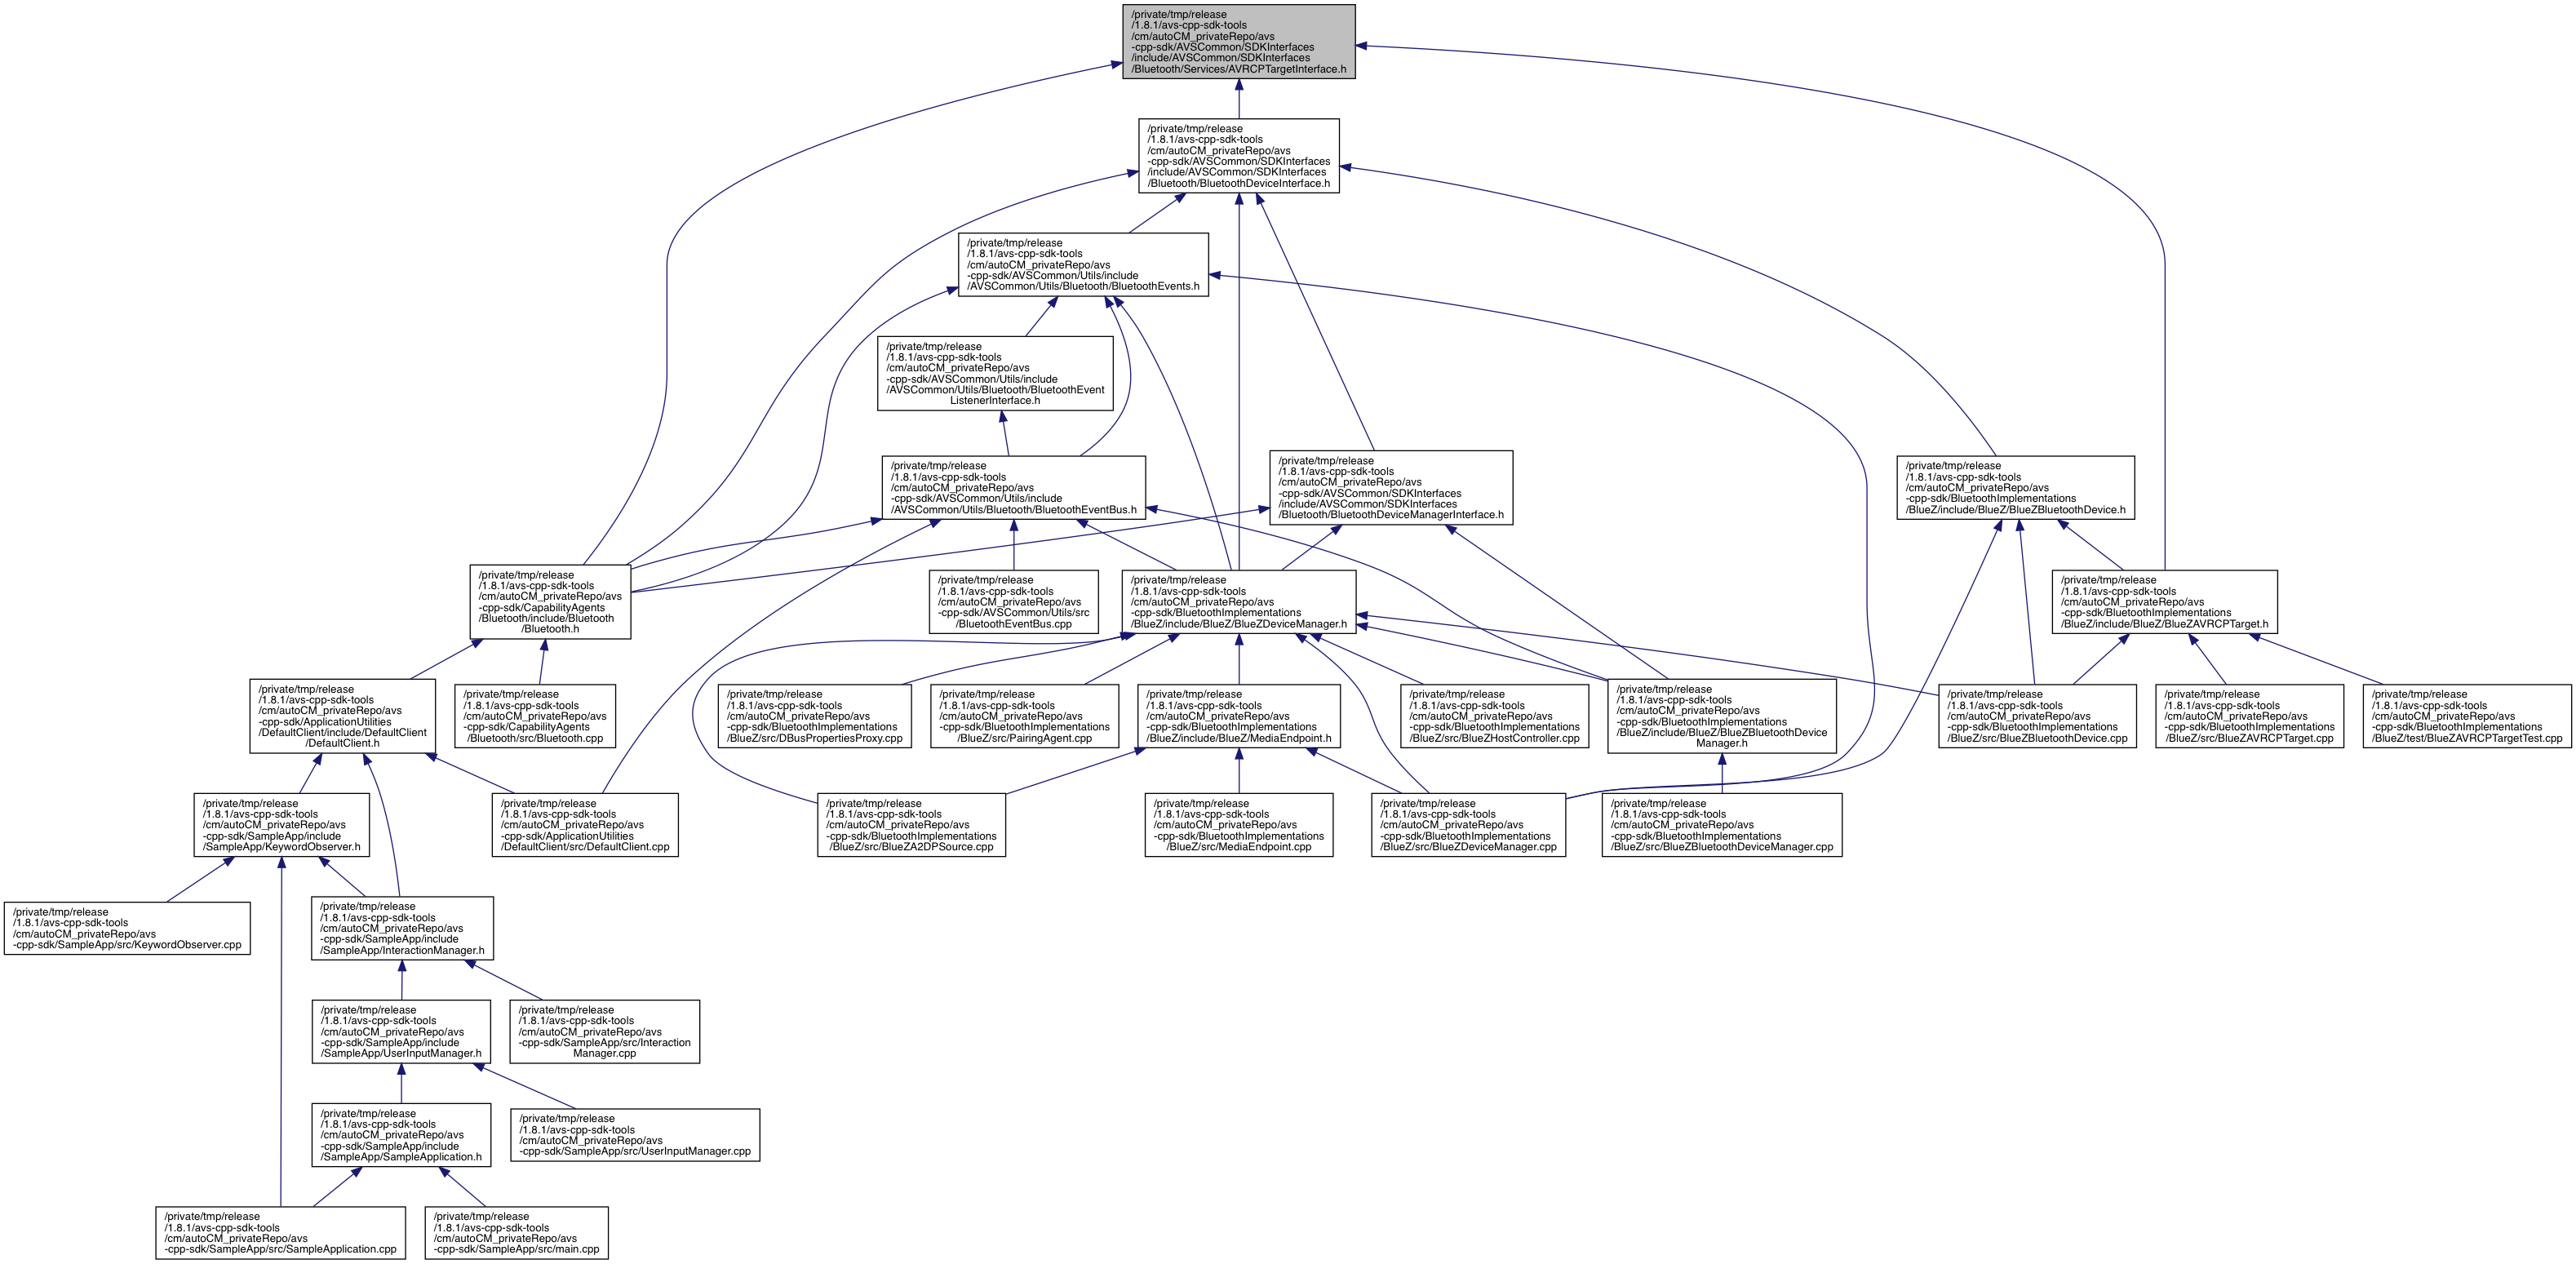 /private/tmp/release
/1.8.1/avs-cpp-sdk-tools
/cm/autoCM_privateRepo/avs
-cpp-sdk/AVSCommon/SDKInterfaces
/include/AVSCommon/SDKInterfaces
/Bluetooth/Services/AVRCPTargetInterface.h
/private/tmp/release
/1.8.1/avs-cpp-sdk-tools
/cm/autoCM_privateRepo/avs
-cpp-sdk/AVSCommon/SDKInterfaces
/include/AVSCommon/SDKInterfaces
/Bluetooth/BluetoothDeviceInterface.h
/private/tmp/release
/1.8.1/avs-cpp-sdk-tools
/cm/autoCM_privateRepo/avs
-cpp-sdk/AVSCommon/Utils/include
/AVSCommon/Utils/Bluetooth/BluetoothEvents.h
/private/tmp/release
/1.8.1/avs-cpp-sdk-tools
/cm/autoCM_privateRepo/avs
-cpp-sdk/AVSCommon/Utils/include
/AVSCommon/Utils/Bluetooth/BluetoothEvent
ListenerInterface.h
/private/tmp/release
/1.8.1/avs-cpp-sdk-tools
/cm/autoCM_privateRepo/avs
-cpp-sdk/AVSCommon/Utils/include
/AVSCommon/Utils/Bluetooth/BluetoothEventBus.h
/private/tmp/release
/1.8.1/avs-cpp-sdk-tools
/cm/autoCM_privateRepo/avs
-cpp-sdk/AVSCommon/SDKInterfaces
/include/AVSCommon/SDKInterfaces
/Bluetooth/BluetoothDeviceManagerInterface.h
/private/tmp/release
/1.8.1/avs-cpp-sdk-tools
/cm/autoCM_privateRepo/avs
-cpp-sdk/BluetoothImplementations
/BlueZ/include/BlueZ/BlueZBluetoothDevice.h
/private/tmp/release
/1.8.1/avs-cpp-sdk-tools
/cm/autoCM_privateRepo/avs
-cpp-sdk/CapabilityAgents
/Bluetooth/include/Bluetooth
/Bluetooth.h
/private/tmp/release
/1.8.1/avs-cpp-sdk-tools
/cm/autoCM_privateRepo/avs
-cpp-sdk/AVSCommon/Utils/src
/BluetoothEventBus.cpp
/private/tmp/release
/1.8.1/avs-cpp-sdk-tools
/cm/autoCM_privateRepo/avs
-cpp-sdk/BluetoothImplementations
/BlueZ/include/BlueZ/BlueZDeviceManager.h
/private/tmp/release
/1.8.1/avs-cpp-sdk-tools
/cm/autoCM_privateRepo/avs
-cpp-sdk/BluetoothImplementations
/BlueZ/include/BlueZ/BlueZAVRCPTarget.h
/private/tmp/release
/1.8.1/avs-cpp-sdk-tools
/cm/autoCM_privateRepo/avs
-cpp-sdk/ApplicationUtilities
/DefaultClient/include/DefaultClient
/DefaultClient.h
/private/tmp/release
/1.8.1/avs-cpp-sdk-tools
/cm/autoCM_privateRepo/avs
-cpp-sdk/CapabilityAgents
/Bluetooth/src/Bluetooth.cpp
/private/tmp/release
/1.8.1/avs-cpp-sdk-tools
/cm/autoCM_privateRepo/avs
-cpp-sdk/BluetoothImplementations
/BlueZ/src/DBusPropertiesProxy.cpp
/private/tmp/release
/1.8.1/avs-cpp-sdk-tools
/cm/autoCM_privateRepo/avs
-cpp-sdk/BluetoothImplementations
/BlueZ/src/PairingAgent.cpp
/private/tmp/release
/1.8.1/avs-cpp-sdk-tools
/cm/autoCM_privateRepo/avs
-cpp-sdk/BluetoothImplementations
/BlueZ/include/BlueZ/MediaEndpoint.h
/private/tmp/release
/1.8.1/avs-cpp-sdk-tools
/cm/autoCM_privateRepo/avs
-cpp-sdk/BluetoothImplementations
/BlueZ/src/BlueZHostController.cpp
/private/tmp/release
/1.8.1/avs-cpp-sdk-tools
/cm/autoCM_privateRepo/avs
-cpp-sdk/BluetoothImplementations
/BlueZ/include/BlueZ/BlueZBluetoothDevice
Manager.h
/private/tmp/release
/1.8.1/avs-cpp-sdk-tools
/cm/autoCM_privateRepo/avs
-cpp-sdk/BluetoothImplementations
/BlueZ/src/BlueZBluetoothDevice.cpp
/private/tmp/release
/1.8.1/avs-cpp-sdk-tools
/cm/autoCM_privateRepo/avs
-cpp-sdk/BluetoothImplementations
/BlueZ/src/BlueZAVRCPTarget.cpp
/private/tmp/release
/1.8.1/avs-cpp-sdk-tools
/cm/autoCM_privateRepo/avs
-cpp-sdk/BluetoothImplementations
/BlueZ/test/BlueZAVRCPTargetTest.cpp
/private/tmp/release
/1.8.1/avs-cpp-sdk-tools
/cm/autoCM_privateRepo/avs
-cpp-sdk/SampleApp/include
/SampleApp/KeywordObserver.h
/private/tmp/release
/1.8.1/avs-cpp-sdk-tools
/cm/autoCM_privateRepo/avs
-cpp-sdk/ApplicationUtilities
/DefaultClient/src/DefaultClient.cpp
/private/tmp/release
/1.8.1/avs-cpp-sdk-tools
/cm/autoCM_privateRepo/avs
-cpp-sdk/BluetoothImplementations
/BlueZ/src/BlueZA2DPSource.cpp
/private/tmp/release
/1.8.1/avs-cpp-sdk-tools
/cm/autoCM_privateRepo/avs
-cpp-sdk/BluetoothImplementations
/BlueZ/src/MediaEndpoint.cpp
/private/tmp/release
/1.8.1/avs-cpp-sdk-tools
/cm/autoCM_privateRepo/avs
-cpp-sdk/BluetoothImplementations
/BlueZ/src/BlueZDeviceManager.cpp
/private/tmp/release
/1.8.1/avs-cpp-sdk-tools
/cm/autoCM_privateRepo/avs
-cpp-sdk/BluetoothImplementations
/BlueZ/src/BlueZBluetoothDeviceManager.cpp
/private/tmp/release
/1.8.1/avs-cpp-sdk-tools
/cm/autoCM_privateRepo/avs
-cpp-sdk/SampleApp/src/KeywordObserver.cpp
/private/tmp/release
/1.8.1/avs-cpp-sdk-tools
/cm/autoCM_privateRepo/avs
-cpp-sdk/SampleApp/include
/SampleApp/InteractionManager.h
/private/tmp/release
/1.8.1/avs-cpp-sdk-tools
/cm/autoCM_privateRepo/avs
-cpp-sdk/SampleApp/include
/SampleApp/UserInputManager.h
/private/tmp/release
/1.8.1/avs-cpp-sdk-tools
/cm/autoCM_privateRepo/avs
-cpp-sdk/SampleApp/src/Interaction
Manager.cpp
/private/tmp/release
/1.8.1/avs-cpp-sdk-tools
/cm/autoCM_privateRepo/avs
-cpp-sdk/SampleApp/include
/SampleApp/SampleApplication.h
/private/tmp/release
/1.8.1/avs-cpp-sdk-tools
/cm/autoCM_privateRepo/avs
-cpp-sdk/SampleApp/src/UserInputManager.cpp
/private/tmp/release
/1.8.1/avs-cpp-sdk-tools
/cm/autoCM_privateRepo/avs
-cpp-sdk/SampleApp/src/SampleApplication.cpp
/private/tmp/release
/1.8.1/avs-cpp-sdk-tools
/cm/autoCM_privateRepo/avs
-cpp-sdk/SampleApp/src/main.cpp